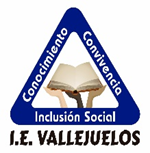 Conocimiento
Convivencia
Inclusión Social
I.E. VALLEJUELOS